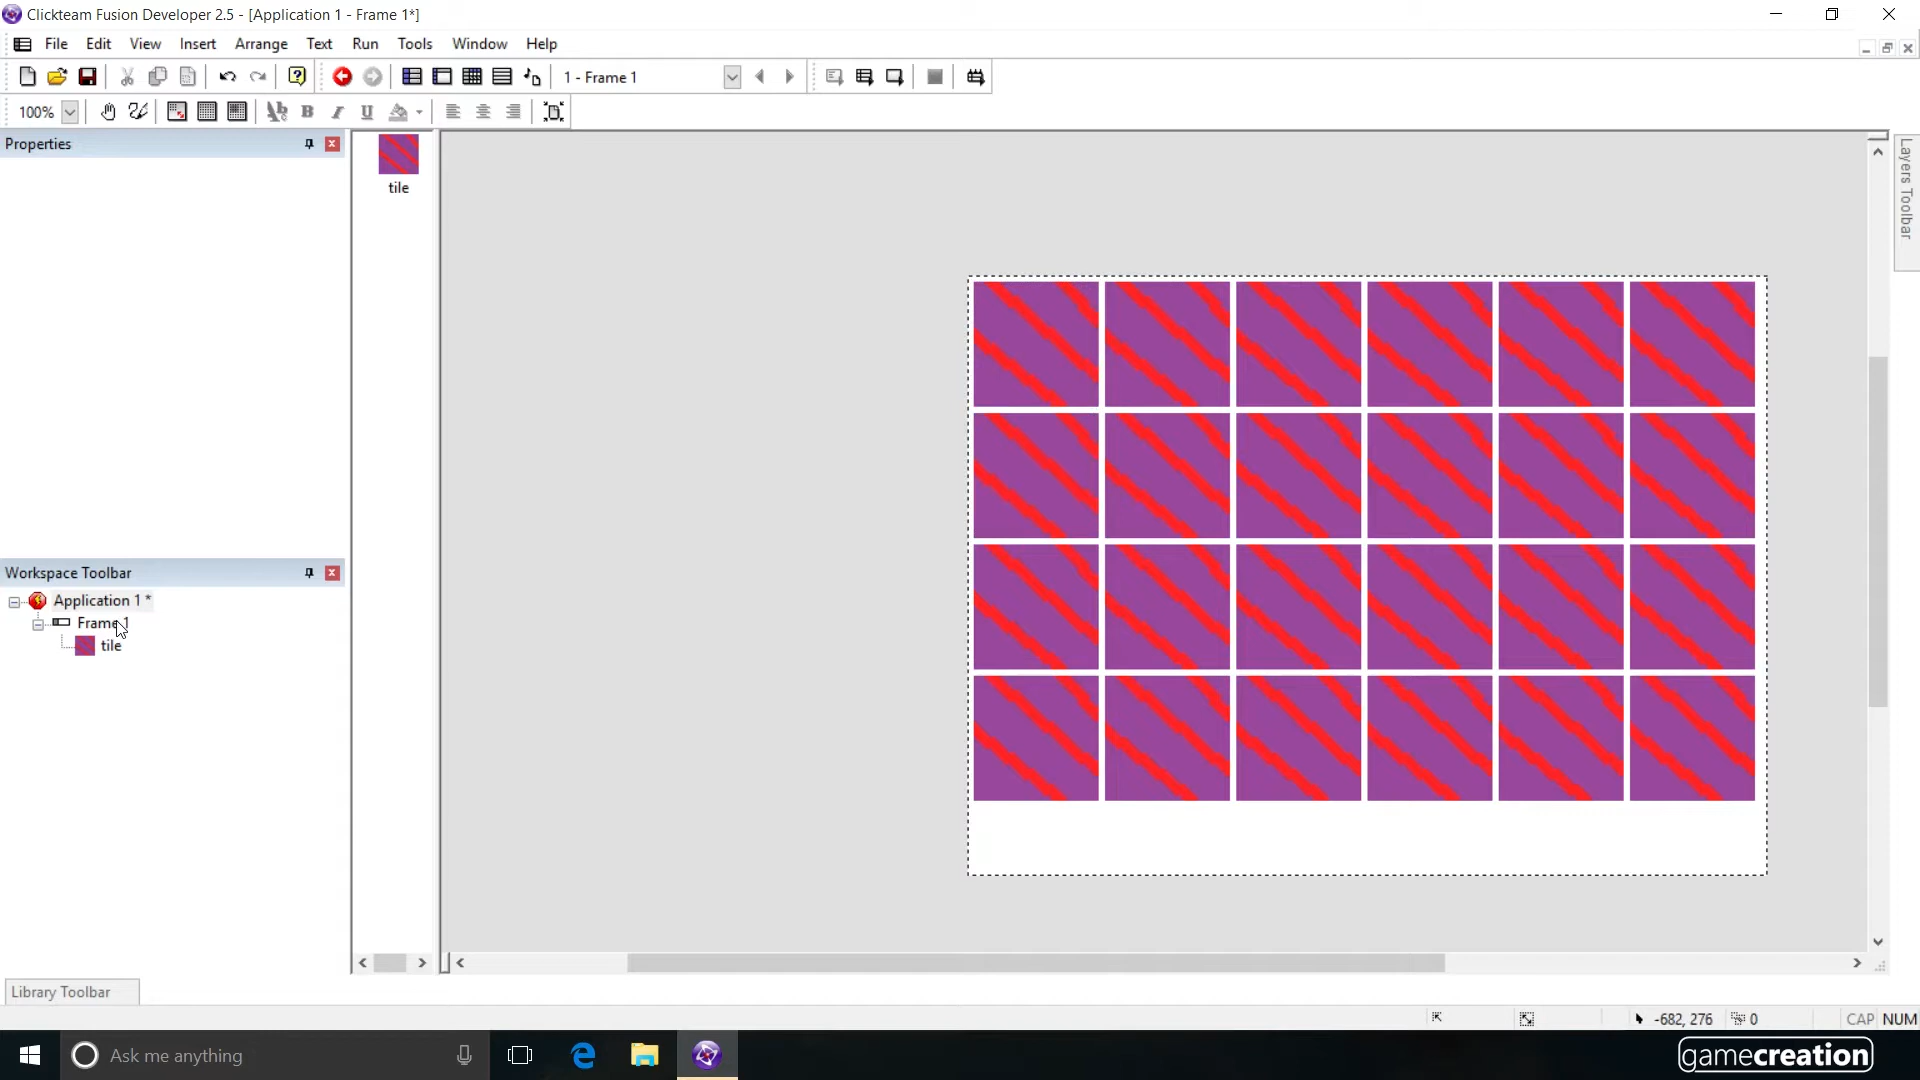 Clickteam Fusion Developer 2.5 - [Application 1 - Frame 1*]
File Edit View Insert Arrange Text Run Tools Window Help
1 - Frame 1
100%
Properties
tile
Layers Toolbar
Workspace Toolbar
Application 1 *
Frame 1
tile
Library Toolbar
-682, 276 0 CAP NUM
Ask me anything
gamecreation